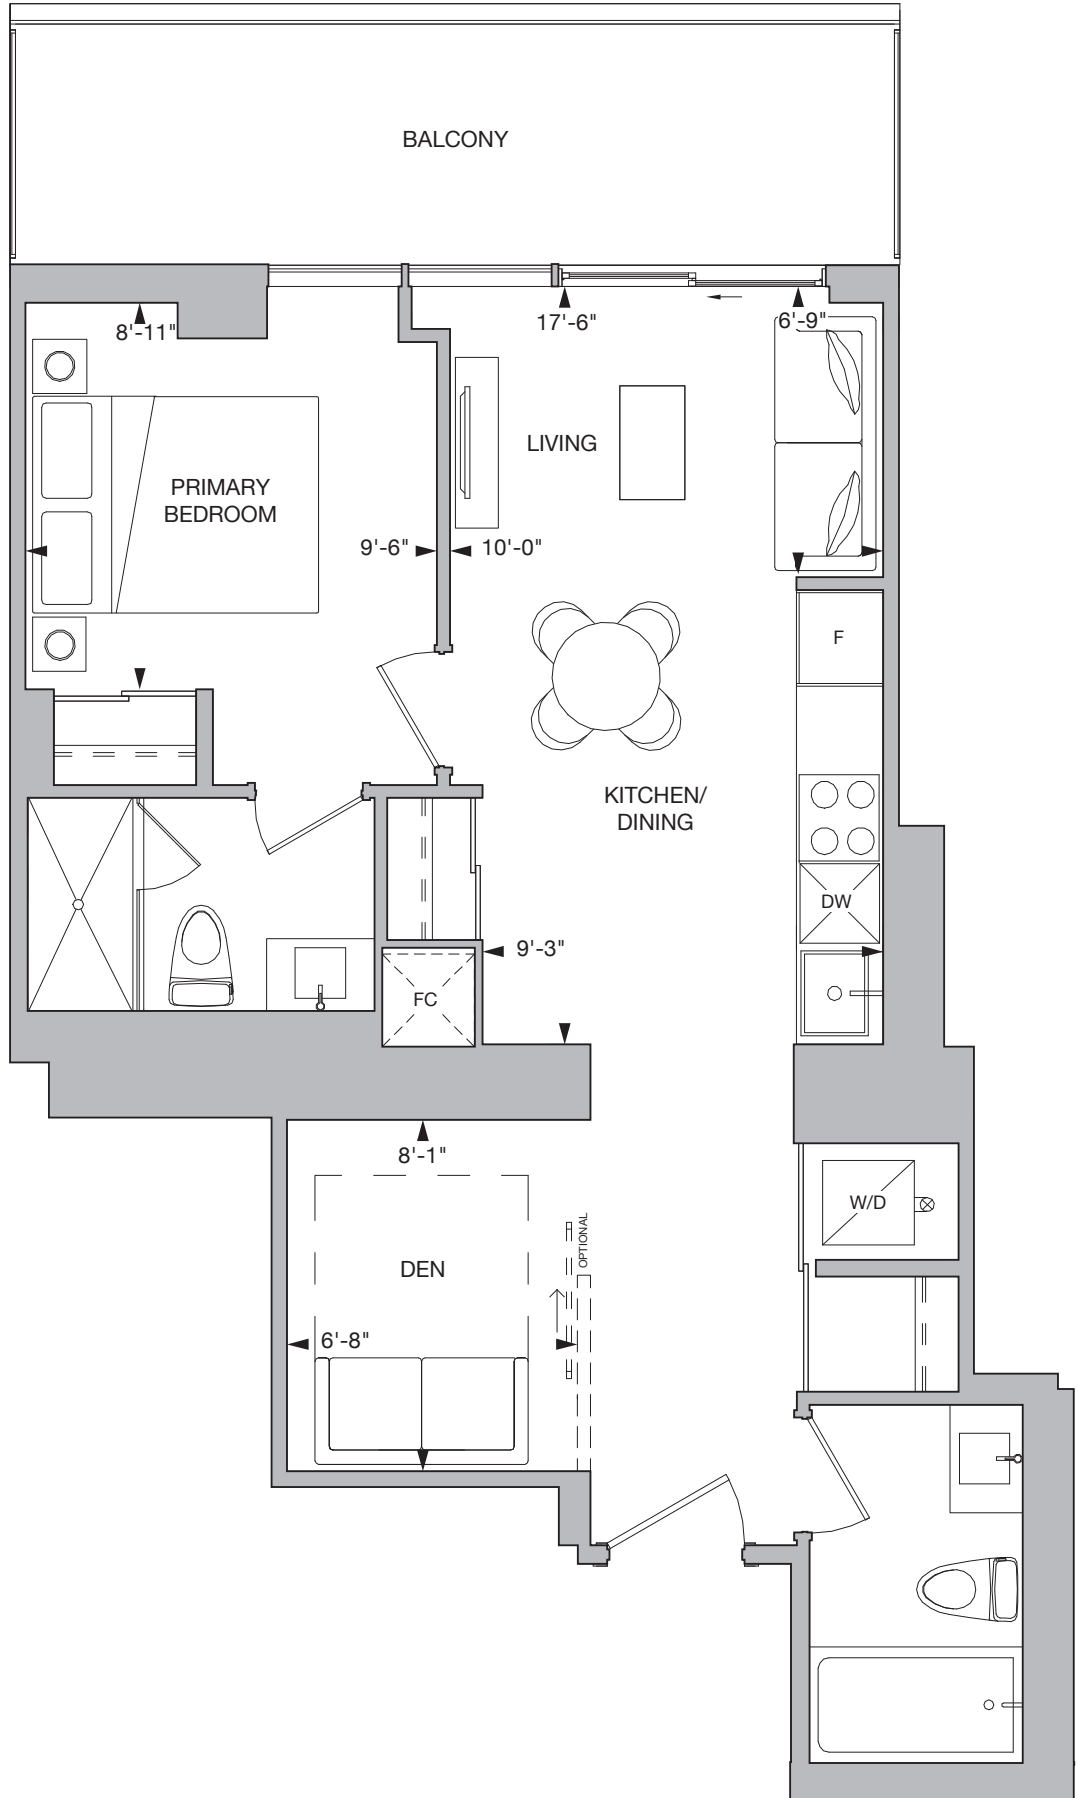 BALCONY
8'-11"
17'-6"
6'-9"
LIVING
PRIMARY
BEDROOM
9'-6"
10'-0"
F
KITCHEN/
DINING
DW
9'-3"
FC
8'-1"
W/D
OPTIONAL
DEN
6'-8"